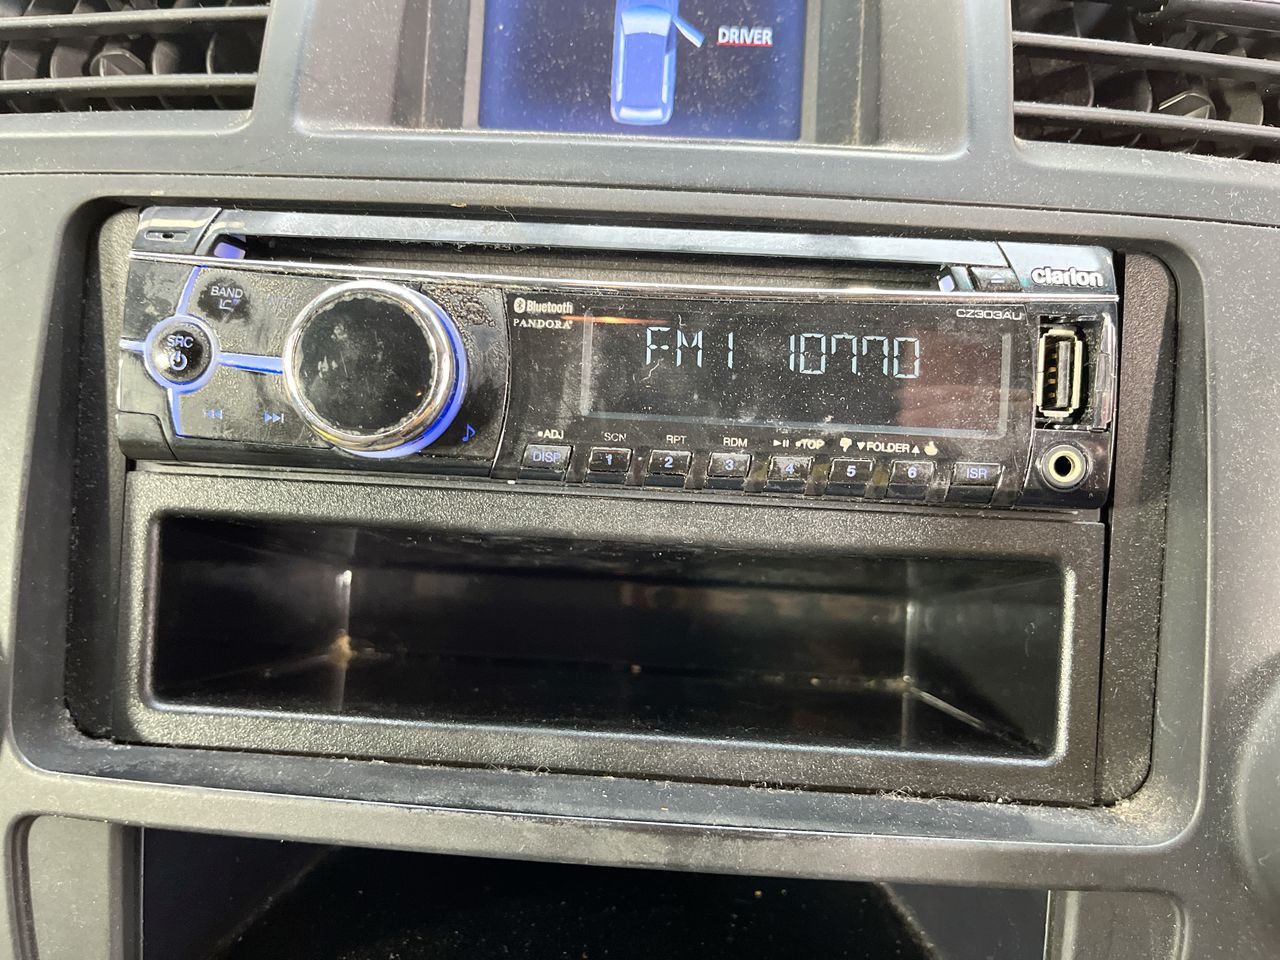 DRIVER
clarion
Bluetooth
PANDORA
CZ303AU
BAND
SRC
FM1 107.70
ADJ SCN RPT RDM TOP ▼FOLDER▲
DISP 1 2 3 4 5 6 ISR